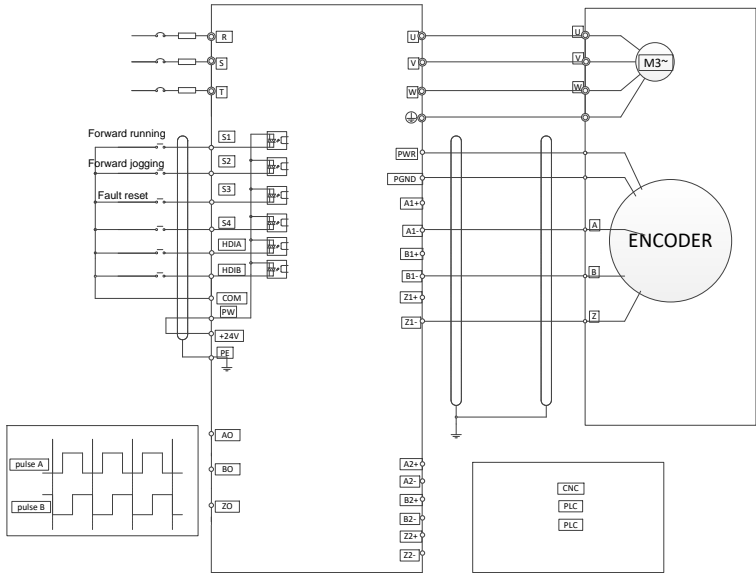 R
S
T
Forward running
S1
Forward jogging
S2
Fault reset
S3
S4
HDIA
HDIB
COM
PW
+24V
PE
AO
BO
ZO
pulse A
pulse B
U
V
W
PWR
PGND
A1+
A1-
B1+
B1-
Z1+
Z1-
A2+
A2-
B2+
B2-
Z2+
Z2-
U
V
W
M3~
A
B
Z
ENCODER
CNC
PLC
PLC